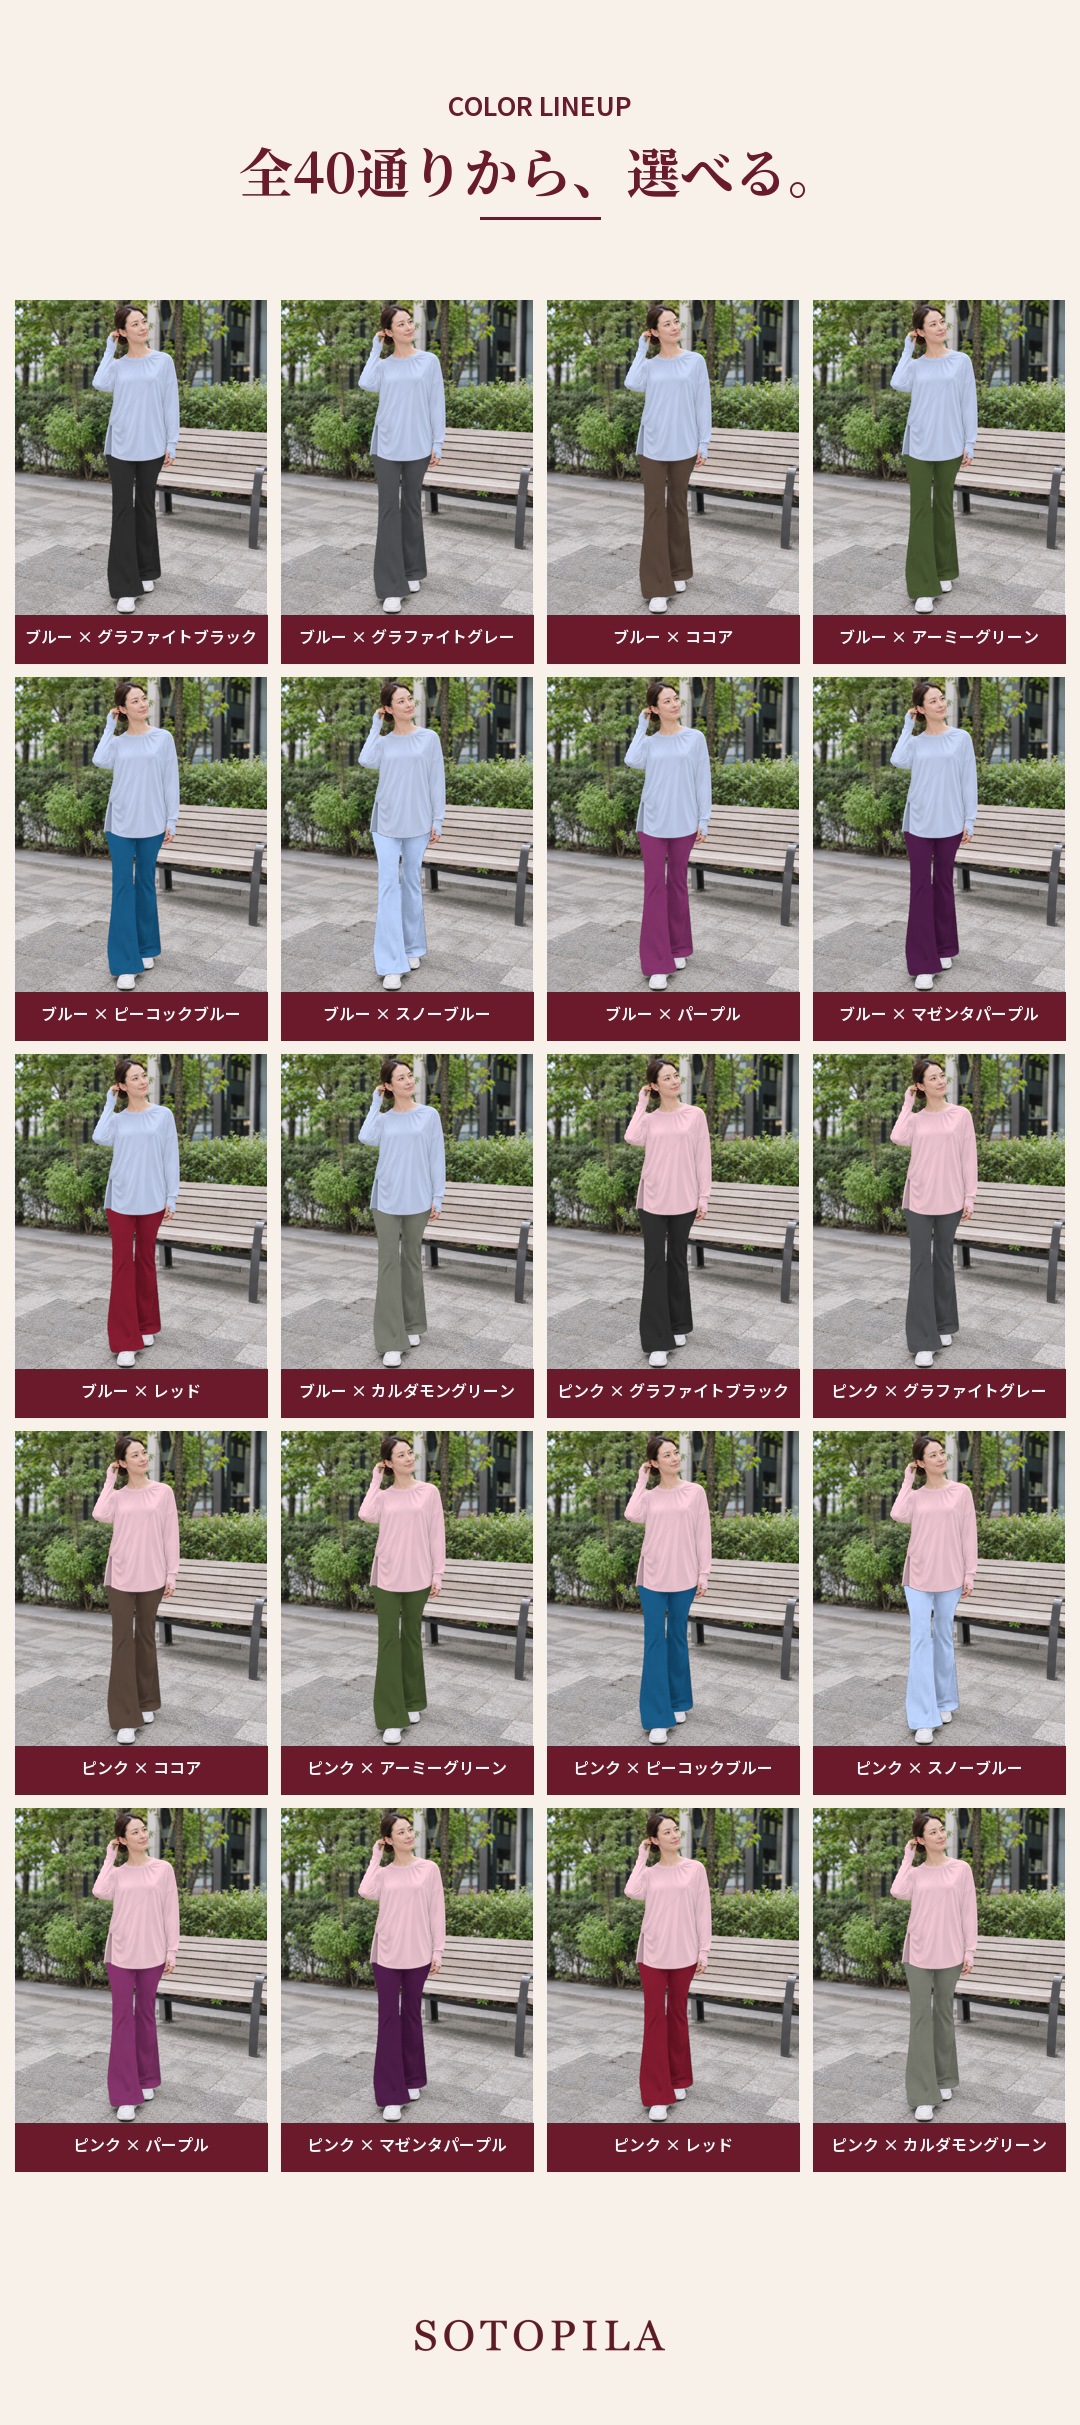 COLOR LINEUP
全40通りから、選べる。
ブルー × グラファイトブラック
ブルー × グラファイトグレー
ブルー × ココア
ブルー × アーミーグリーン
ブルー × ピーコックブルー
ブルー × スノーブルー
ブルー × パープル
ブルー × マゼンタパープル
ブルー × レッド
ブルー × カルダモングリーン
ピンク × グラファイトブラック
ピンク × グラファイトグレー
ピンク × ココア
ピンク × アーミーグリーン
ピンク × ピーコックブルー
ピンク × スノーブルー
ピンク × パープル
ピンク × マゼンタパープル
ピンク × レッド
ピンク × カルダモングリーン
SOTOPILA